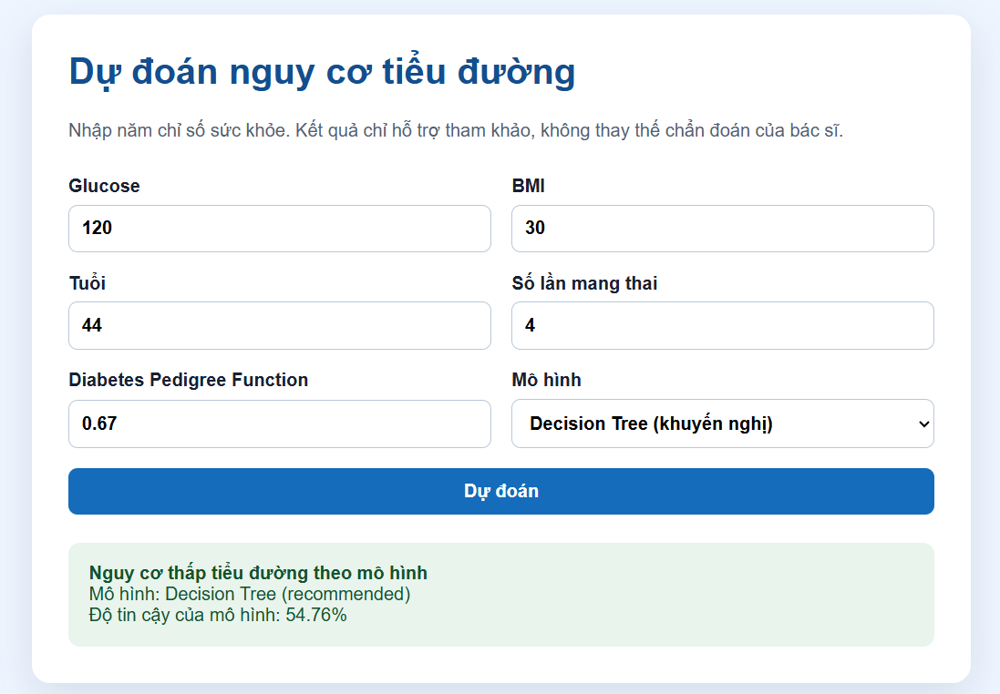 Dự đoán nguy cơ tiểu đường
Nhập năm chỉ số sức khỏe. Kết quả chỉ hỗ trợ tham khảo, không thay thế chẩn đoán của bác sĩ.
Glucose
BMI
120
30
Tuổi
Số lần mang thai
44
4
Diabetes Pedigree Function
Mô hình
0.67
Decision Tree (khuyến nghị)
Dự đoán
Nguy cơ thấp tiểu đường theo mô hình
Mô hình: Decision Tree (recommended)
Độ tin cậy của mô hình: 54.76%